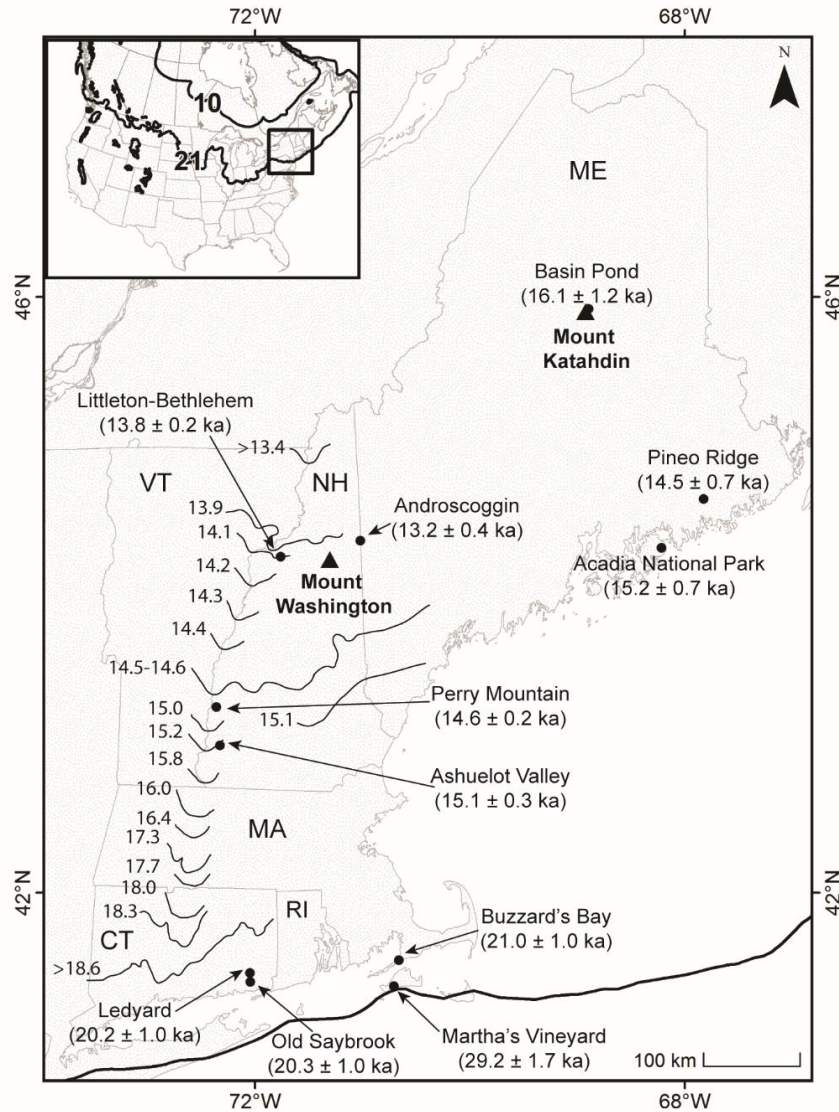 72°W
68°W
10
21
N
ME
46°N
46°N
Basin Pond
(16.1 ± 1.2 ka)
Mount
Katahdin
Littleton-Bethlehem
(13.8 ± 0.2 ka)
>13.4
Pineo Ridge
(14.5 ± 0.7 ka)
VT
NH
Androscoggin
(13.2 ± 0.4 ka)
13.9
14.1
Acadia National Park
(15.2 ± 0.7 ka)
14.2
Mount
Washington
14.3
14.4
14.5-14.6
Perry Mountain
(14.6 ± 0.2 ka)
15.0
15.1
15.2
15.8
Ashuelot Valley
(15.1 ± 0.3 ka)
16.0
16.4
MA
17.3
17.7
18.0
42°N
42°N
18.3
RI
Buzzard's Bay
(21.0 ± 1.0 ka)
CT
>18.6
Ledyard
(20.2 ± 1.0 ka)
Old Saybrook
(20.3 ± 1.0 ka)
Martha's Vineyard
(29.2 ± 1.7 ka)
100 km
72°W
68°W